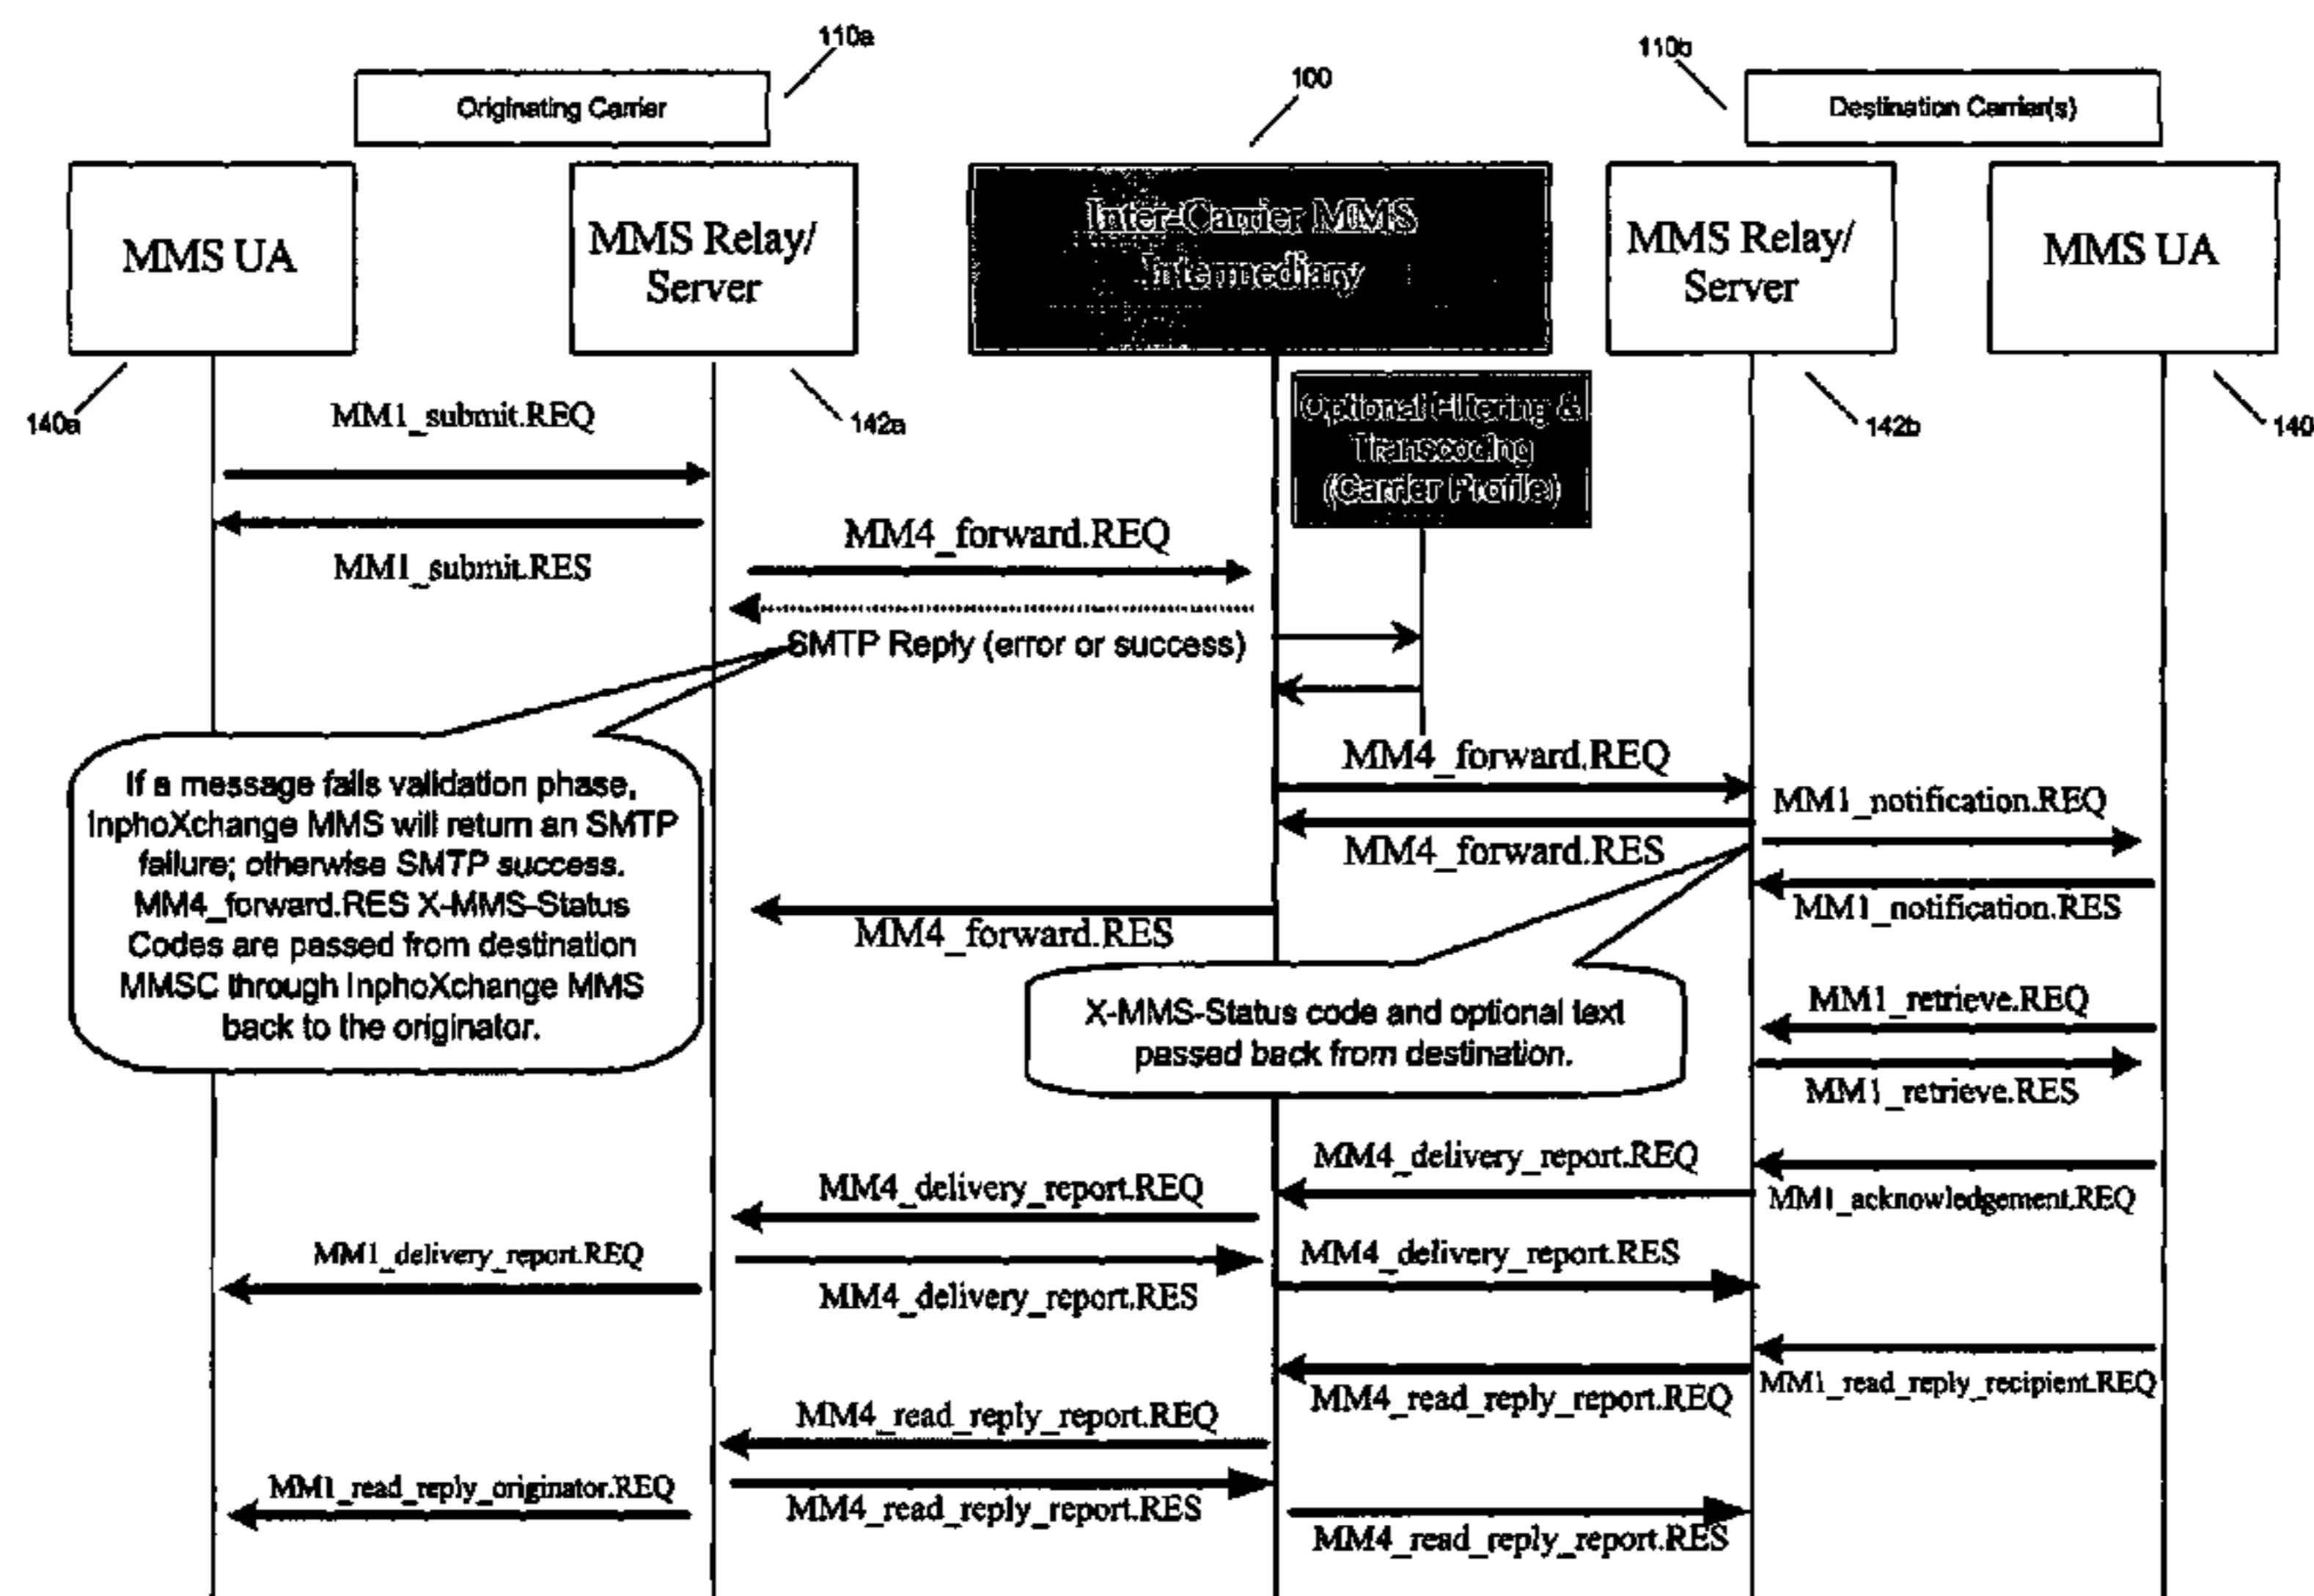 110a
110b
100
Originating Carrier
Destination Carrier(s)
MMS UA
MMS Relay/
Server
Inter-Carrier MMS
Intermediary
MMS Relay/
Server
MMS UA
140a
142a
142b
140
Optional Filtering &
Transcoding
(Carrier Profile)
MM1_submit.REQ
MM1_submit.RES
MM4_forward.REQ
SMTP Reply (error or success)
MM4_forward.REQ
MM4_forward.RES
MM1_notification.REQ
MM1_notification.RES
MM4_forward.RES
If a message fails validation phase,
InphoXchange MMS will return an SMTP
failure; otherwise SMTP success.
MM4_forward.RES X-MMS-Status
Codes are passed from destination
MMSC through InphoXchange MMS
back to the originator.
X-MMS-Status code and optional text
passed back from destination.
MM1_retrieve.REQ
MM1_retrieve.RES
MM4_delivery_report.REQ
MM1_acknowledgement.REQ
MM4_delivery_report.REQ
MM1_delivery_report.REQ
MM4_delivery_report.RES
MM4_delivery_report.RES
MM4_read_reply_report.REQ
MM1_read_reply_recipient.REQ
MM4_read_reply_report.REQ
MM1_read_reply_originator.REQ
MM4_read_reply_report.RES
MM4_read_reply_report.RES